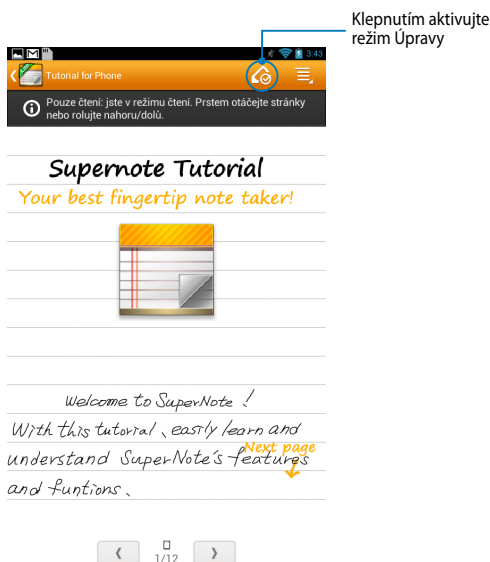 Klepnutím aktivujte
režim Úpravy
3:43
Tutorial for Phone
Pouze čtení: jste v režimu čtení. Prstem otáčejte stránky
nebo rolujte nahoru/dolů.
Supernote Tutorial
Your best fingertip note taker!
Welcome to SuperNote !
With this tutorial, easily learn and
Next page
understand SuperNote's features
and funtions.
1/12